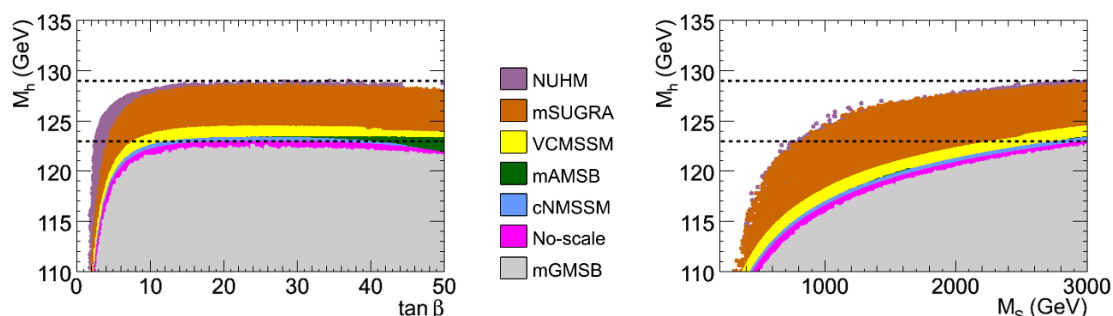 M_h (GeV)
135
130
125
120
115
110
0
10
20
30
40
50
tan β
NUHM
mSUGRA
VCMSSM
mAMSB
cNMSSM
No-scale
mGMSB
M_h (GeV)
135
130
125
120
115
110
1000
2000
3000
M_S (GeV)